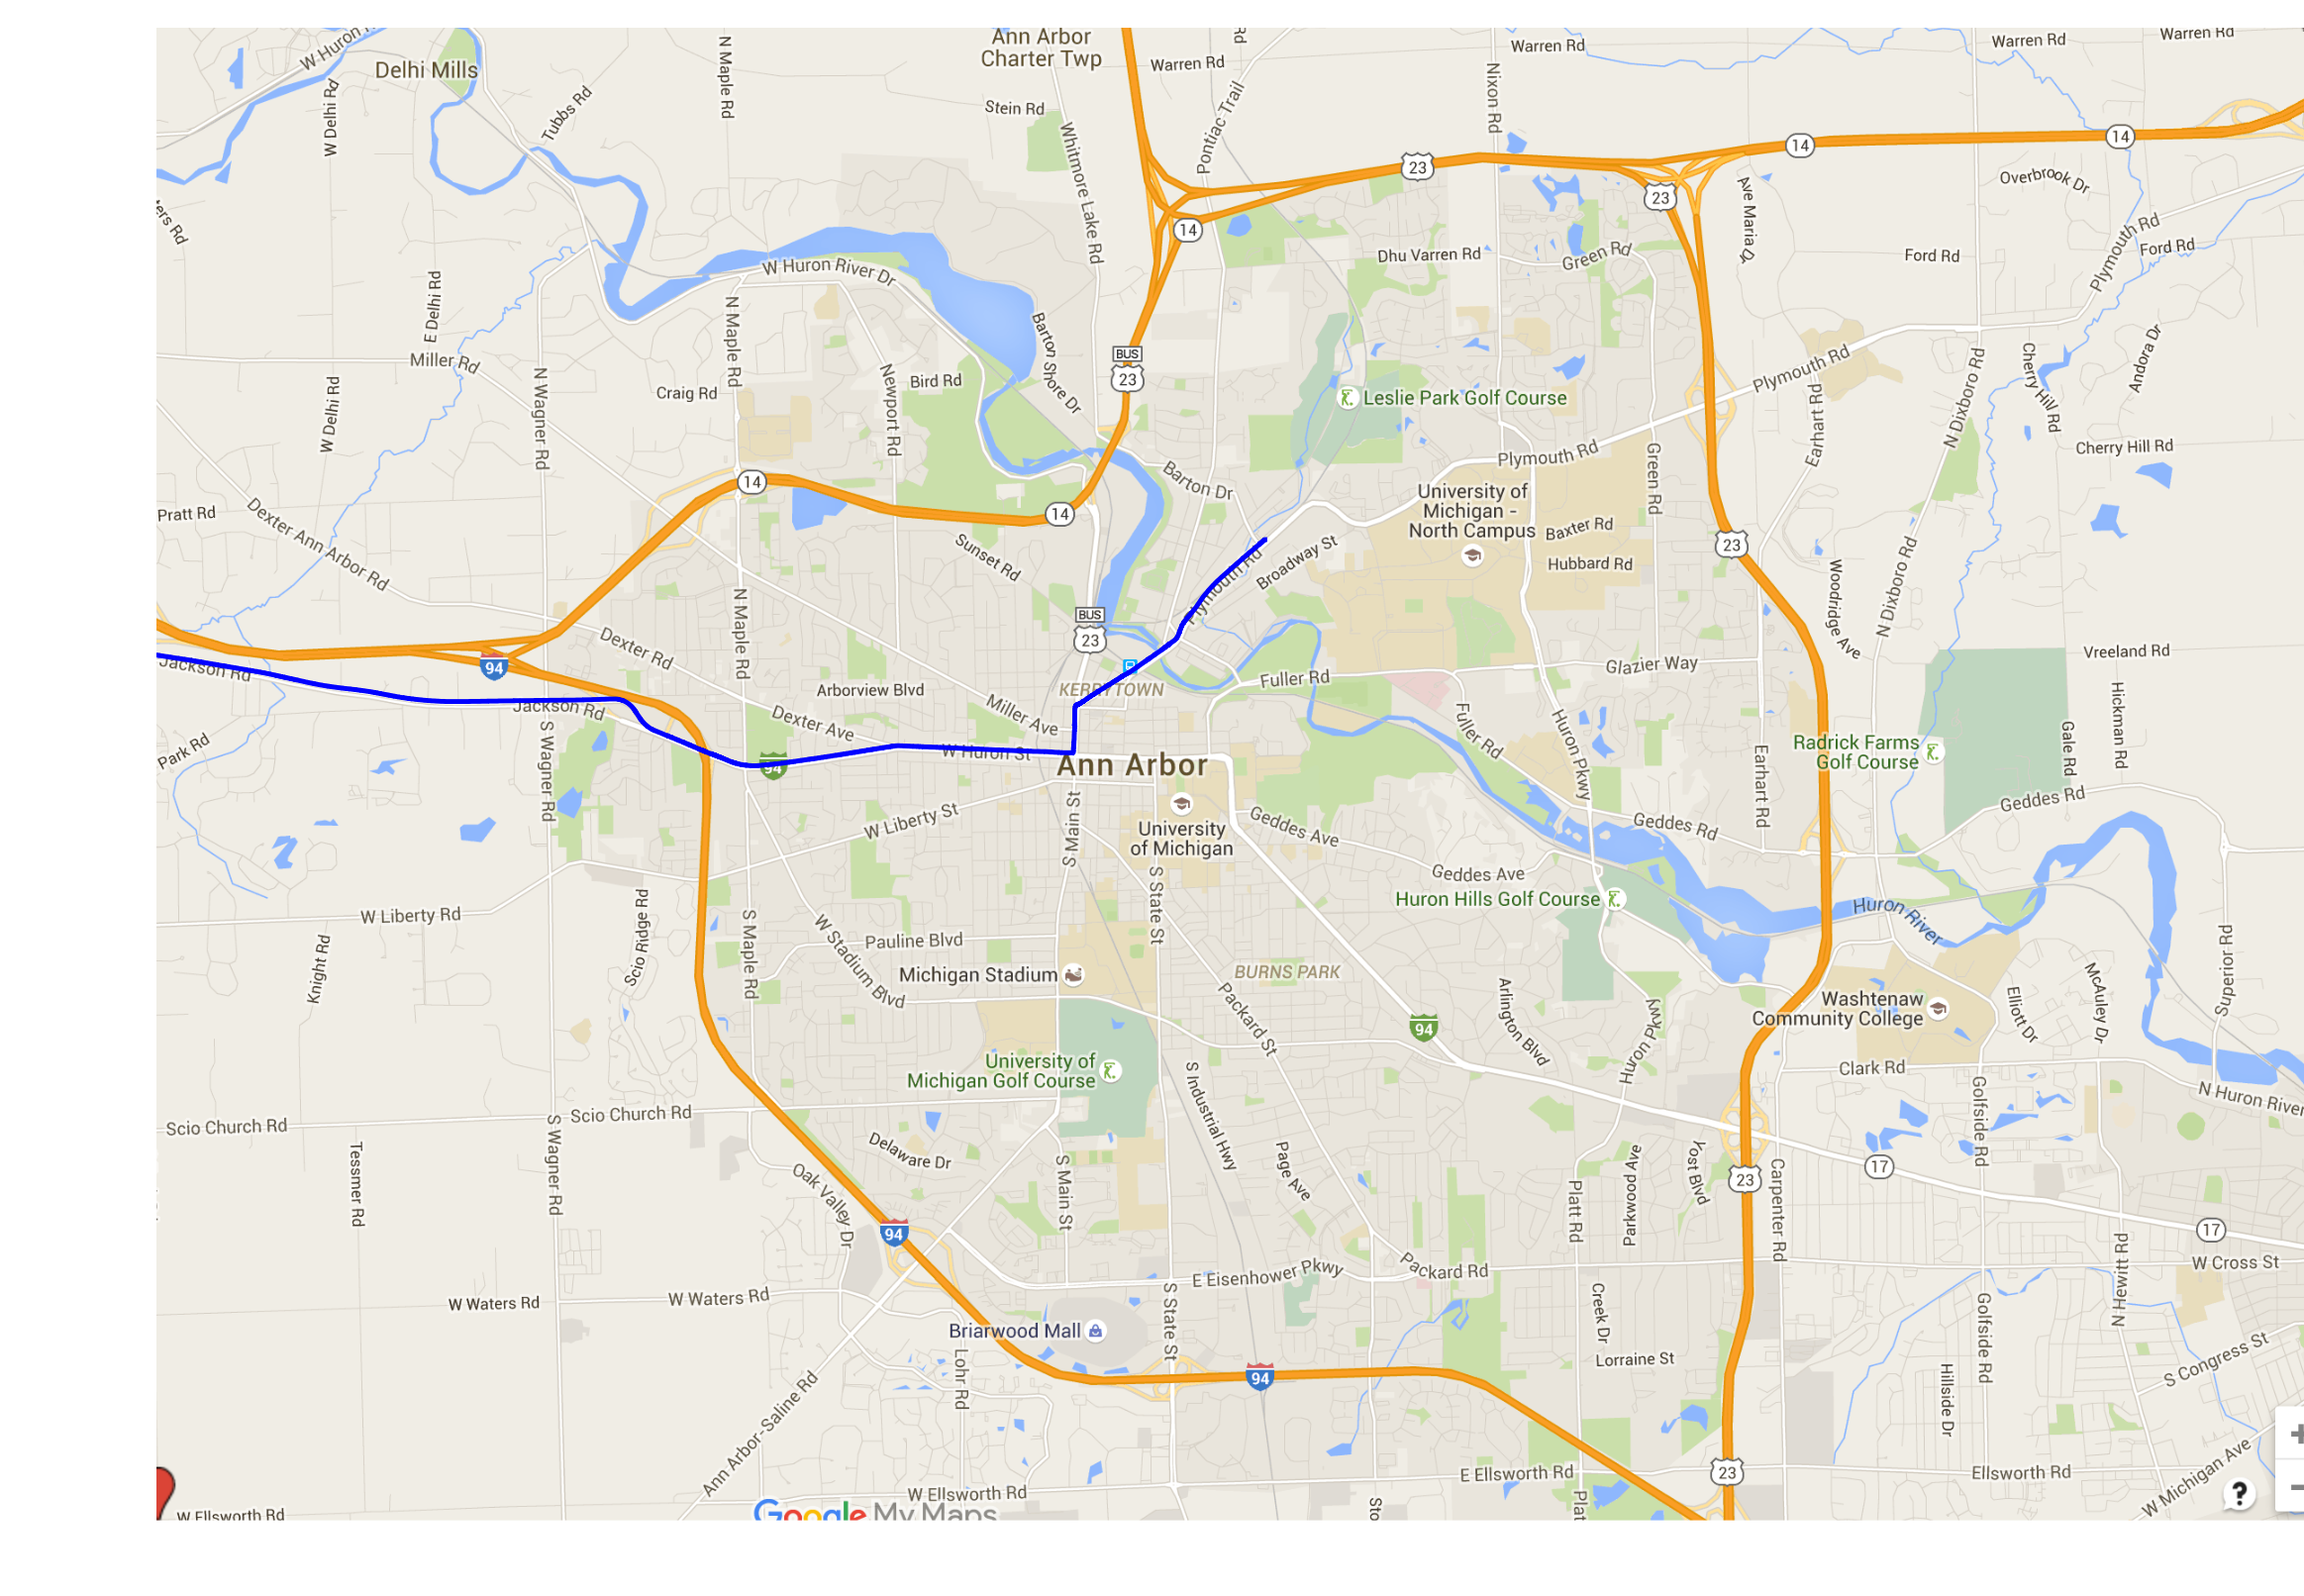 W Huron R
Delhi Mills
W Delhi Rd
Tubbs Rd
N Maple Rd
Ann Arbor
Charter Twp
Stein Rd
Whitmore Lake Rd
Warren Rd
Rd
Pontiac Trail
Nixon Rd
Warren Rd
Warren Rd
Warren Rd
23
14
14
23
14
Overbrook Dr
Ave Maria Dr
Plymouth Rd
Ford Rd
Ford Rd
ters Rd
W Huron River Dr
Dhu Varren Rd
Green Rd
E Delhi Rd
N Maple Rd
Barton Shore Dr
BUS
23
Miller Rd
N Wagner Rd
W Delhi Rd
Craig Rd
Newport Rd
Bird Rd
Leslie Park Golf Course
Plymouth Rd
Earhart Rd
N Dixboro Rd
Cherry Hill Rd
Andora Dr
Cherry Hill Rd
Plymouth Rd
Green Rd
Barton Dr
14
14
University of
Michigan -
North Campus
Baxter Rd
Hubbard Rd
Pratt Rd
Dexter Ann Arbor Rd
Sunset Rd
Plymouth Rd
Broadway St
23
Woodridge Ave
N Dixboro Rd
BUS
23
N Maple Rd
Dexter Rd
94
Jackson Rd
Jackson Rd
Arborview Blvd
KERRYTOWN
Miller Ave
Dexter Ave
W Huron St
94
Fuller Rd
Glazier Way
Vreeland Rd
Hickman Rd
Gale Rd
Fuller Rd
Huron Pkwy
Radrick Farms
Golf Course
Earhart Rd
Geddes Rd
Park Rd
S Wagner Rd
Ann Arbor
University
of Michigan
W Liberty St
S Main St
Geddes Ave
Geddes Rd
Geddes Ave
Huron Hills Golf Course
Huron River
W Liberty Rd
Scio Ridge Rd
Knight Rd
S Maple Rd
W Stadium Blvd
Pauline Blvd
Michigan Stadium
S State St
BURNS PARK
Packard St
94
Arlington Blvd
Huron Pkwy
Washtenaw
Community College
Elliott Dr
McAuley Dr
Superior Rd
University of
Michigan Golf Course
S Industrial Hwy
Clark Rd
Golfside Rd
N Huron River
Scio Church Rd
Scio Church Rd
Tessmer Rd
S Wagner Rd
Delaware Dr
Oak Valley Dr
S Main St
Page Ave
Platt Rd
Parkwood Ave
Yost Blvd
23
Carpenter Rd
17
17
94
E Eisenhower Pkwy
Packard Rd
W Cross St
N Hewitt Rd
W Waters Rd
W Waters Rd
Briarwood Mall
S State St
Creek Dr
Lorraine St
Golfside Rd
Hillside Dr
S Congress St
94
Lohr Rd
Ann Arbor-Saline Rd
W Ellsworth Rd
E Ellsworth Rd
23
Ellsworth Rd
W Michigan Ave
W Ellsworth Rd
Google My Maps
Sto
Plat
?
+
−